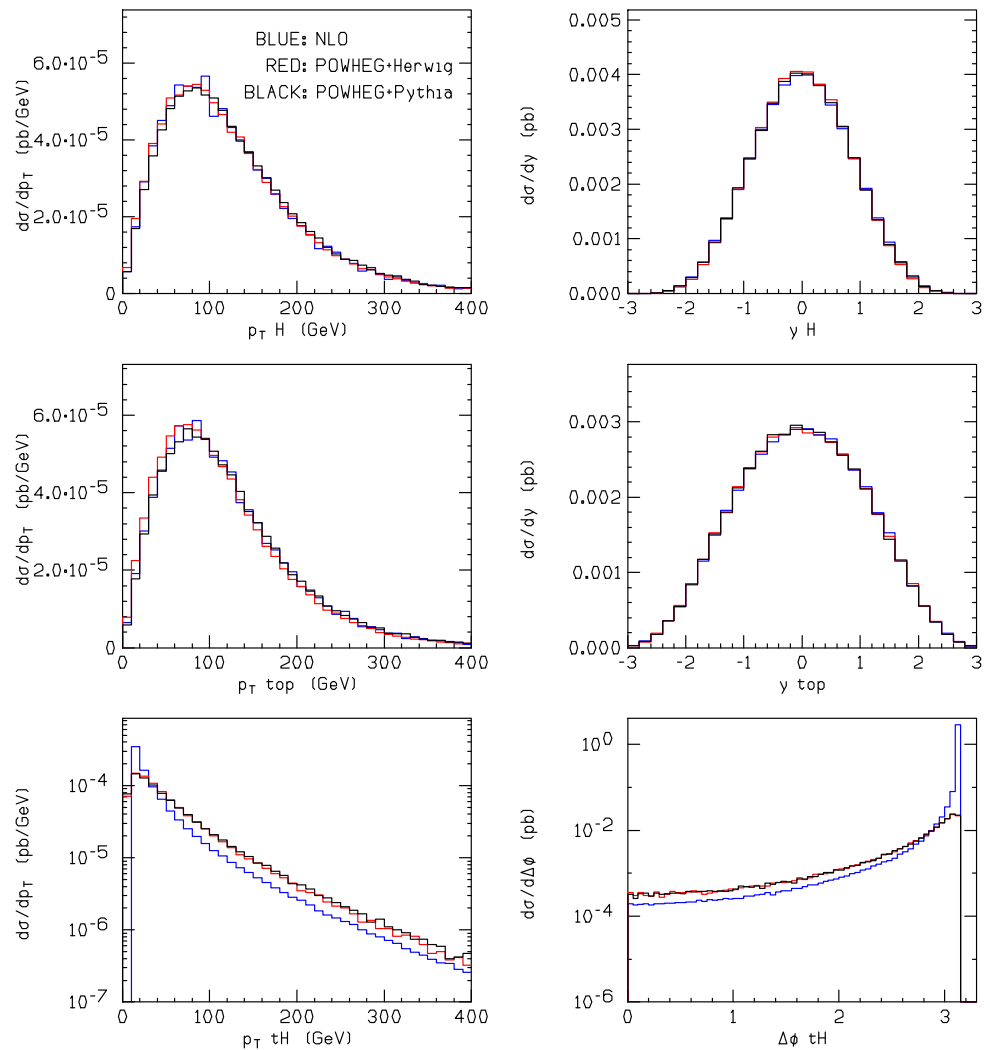 BLUE: NLO
RED: POWHEG+Herwig
BLACK: POWHEG+Pythia
dσ/dp_T (pb/GeV)
6.0·10^-5
4.0·10^-5
2.0·10^-5
0
0 100 200 300 400
p_T H (GeV)
dσ/dy (pb)
0.005
0.004
0.003
0.002
0.001
0.000
-3 -2 -1 0 1 2 3
y H
dσ/dp_T (pb/GeV)
6.0·10^-5
4.0·10^-5
2.0·10^-5
0
0 100 200 300 400
p_T top (GeV)
dσ/dy (pb)
0.003
0.002
0.001
0.000
-3 -2 -1 0 1 2 3
y top
dσ/dp_T (pb/GeV)
10^-4
10^-5
10^-6
10^-7
0 100 200 300 400
p_T tH (GeV)
dσ/dΔϕ (pb)
10^0
10^-2
10^-4
10^-6
0 1 2 3
Δϕ tH